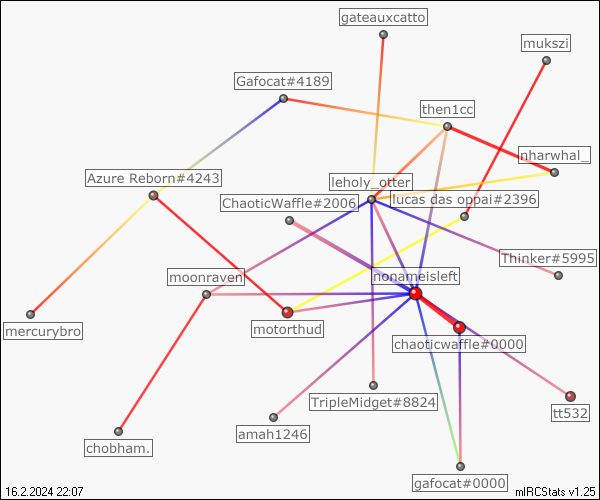 gateauxcatto
mukszi
Gafocat#4189
then1cc
nharwhal_
Azure Reborn#4243
leholy_otter
ChaoticWaffle#2006
lucas das oppai#2396
Thinker#5995
moonraven
nonameisleft
mercurybro
motorthud
chaoticwaffle#0000
TripleMidget#8824
tt532
amah1246
chobham.
gafocat#0000
16.2.2024 22:07
mIRCStats v1.25